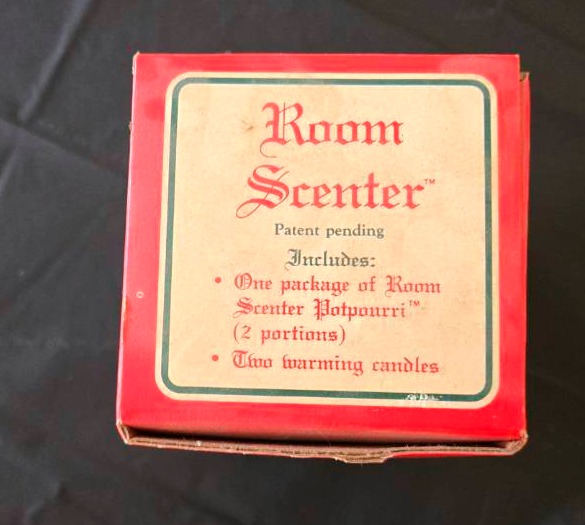 Room
Scenter™
Patent pending
Includes:
• One package of Room
Scenter Potpourri™
(2 portions)
• Two warming candles